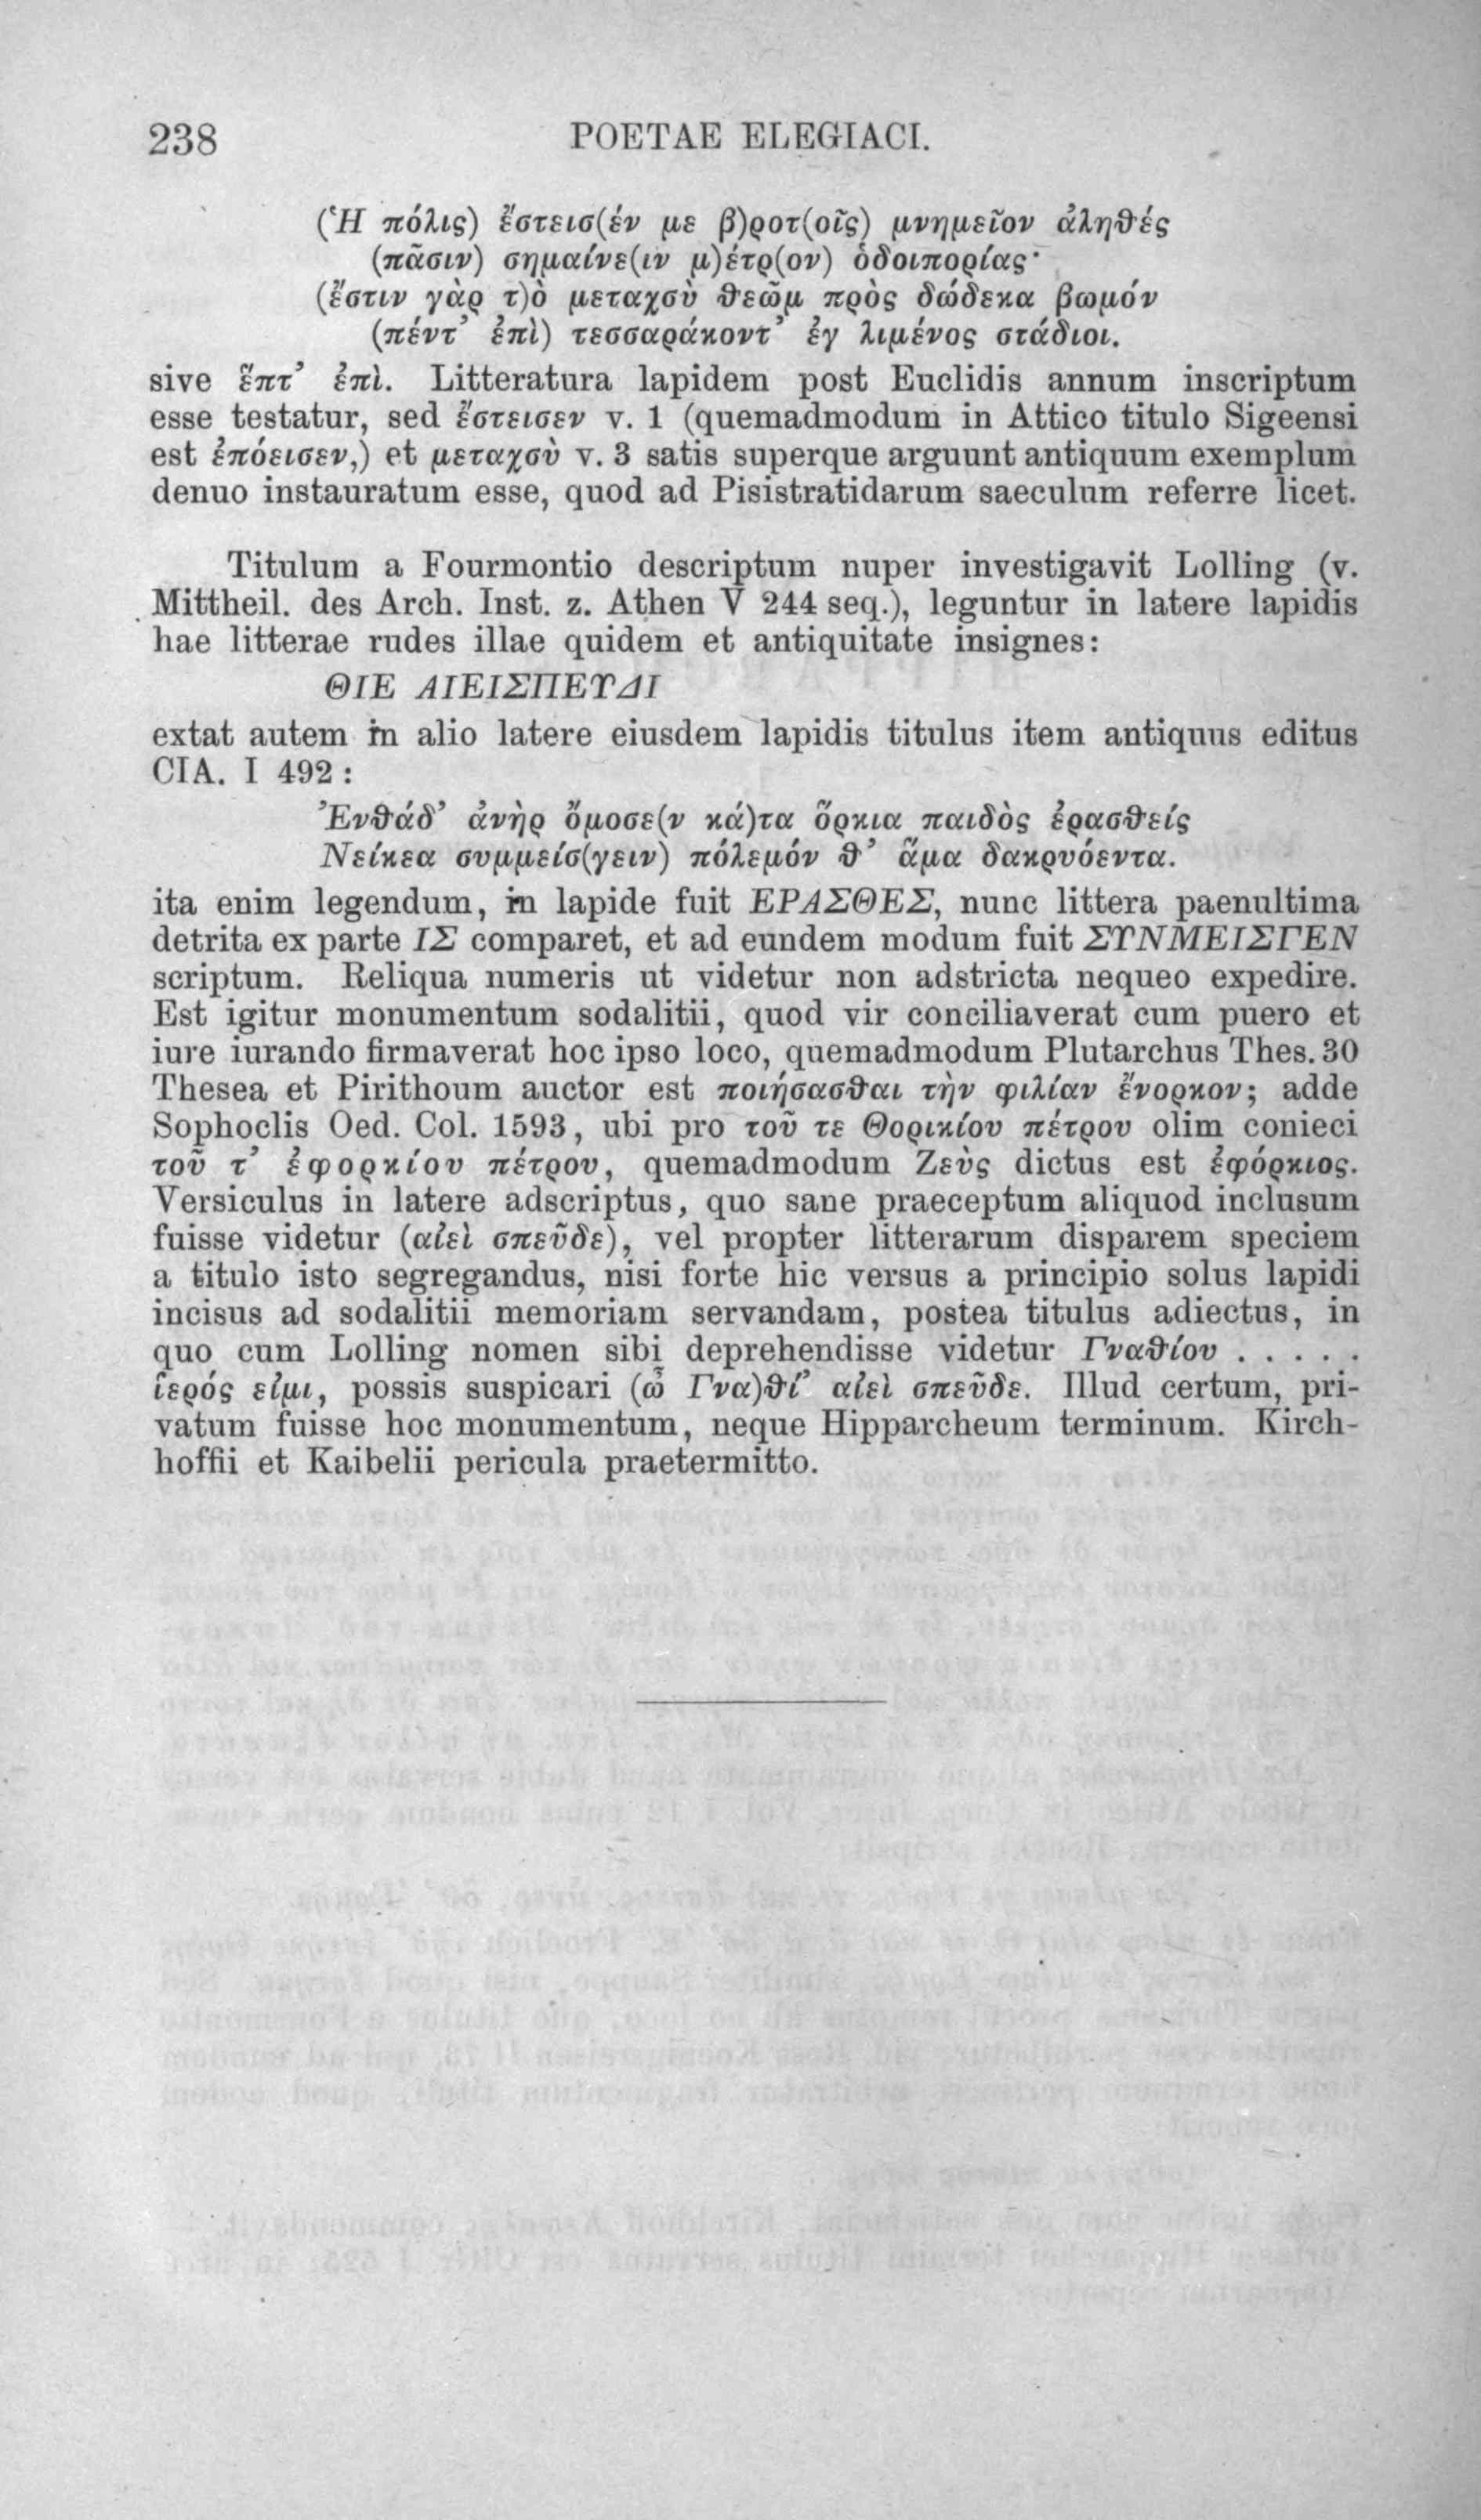 238 POETAE ELEGIACI.
(Ἡ πόλις) ἔστεισ(έν με β)ροτ(οῖς) μνημεῖον ἀληθές
(πᾶσιν) σημαίνε(ιν μ)έτρ(ον) ὁδοιπορίας·
(ἔστιν γὰρ τ)ὸ μεταχσὺ θεῶμ πρὸς δώδεκα βωμόν
(πέντ’ ἐπὶ) τεσσαράκοντ’ ἐγ λιμένος στάδιοι.
sive ἕπτ’ ἐπὶ. Litteratura lapidem post Euclidis annum inscriptum
esse testatur, sed ἔστεισεν v. 1 (quemadmodum in Attico titulo Sigeensi
est ἐπόεισεν,) et μεταχσὺ v. 3 satis superque arguunt antiquum exemplum
denuo instauratum esse, quod ad Pisistratidarum saeculum referre licet.
Titulum a Fourmontio descriptum nuper investigavit Lolling (v.
Mittheil. des Arch. Inst. z. Athen V 244 seq.), leguntur in latere lapidis
hae litterae rudes illae quidem et antiquitate insignes:
ΘΙΕ ΑΙΕΙΣΠΕΥΔΙ
extat autem in alio latere eiusdem lapidis titulus item antiquus editus
CIA. I 492:
Ἐνθάδ’ ἀνὴρ ὤμοσε(ν κά)τα ὅρκια παιδὸς ἐρασθείς
Νείκεα συμμείσ(γειν) πόλεμόν θ’ ἅμα δακρυόεντα.
ita enim legendum, in lapide fuit ΕΡΑΣΘΕΣ, nunc littera paenultima
detrita ex parte ΙΣ comparet, et ad eundem modum fuit ΣΥΝΜΕΙΣΓΕΝ
scriptum. Reliqua numeris ut videtur non adstricta nequeo expedire.
Est igitur monumentum sodalitii, quod vir conciliaverat cum puero et
iure iurando firmaverat hoc ipso loco, quemadmodum Plutarchus Thes. 30
Thesea et Pirithoum auctor est ποιήσασθαι τὴν φιλίαν ἔνορκον; adde
Sophoclis Oed. Col. 1593, ubi pro τοῦ τε Θορικίου πέτρου olim conieci
τοῦ τ’ ἐφορκίου πέτρου, quemadmodum Ζεὺς dictus est ἐφόρκιος.
Versiculus in latere adscriptus, quo sane praeceptum aliquod inclusum
fuisse videtur (αἰεὶ σπεῦδε), vel propter litterarum disparem speciem
a titulo isto segregandus, nisi forte hic versus a principio solus lapidi
incisus ad sodalitii memoriam servandam, postea titulus adiectus, in
quo cum Lolling nomen sibi deprehendisse videtur Γναθίου . . . . .
ἱερός εἰμι, possis suspicari (ὦ Γνα)θί’ αἰεὶ σπεῦδε. Illud certum, pri-
vatum fuisse hoc monumentum, neque Hipparcheum terminum. Kirch-
hoffii et Kaibelii pericula praetermitto.